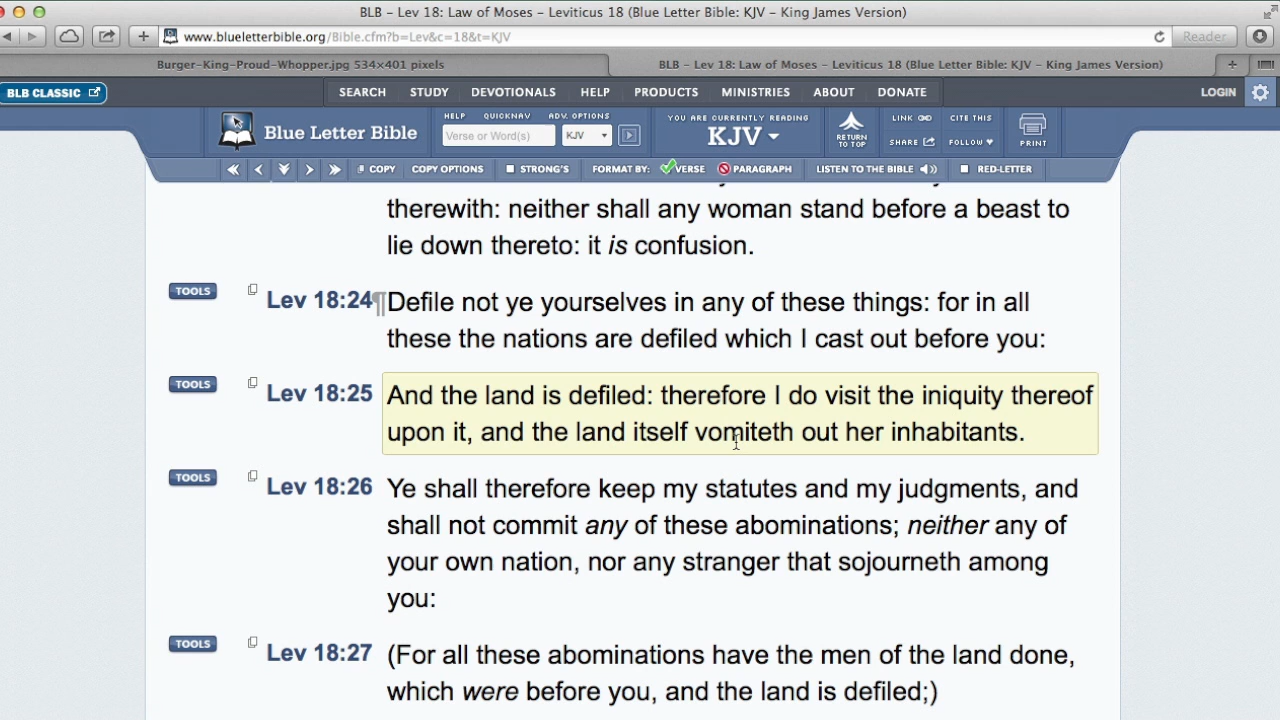 BLB – Lev 18: Law of Moses – Leviticus 18 (Blue Letter Bible: KJV – King James Version)
www.blueletterbible.org/Bible.cfm?b=Lev&c=18&t=KJV
Reader
Burger-King-Proud-Whopper.jpg 534×401 pixels
BLB – Lev 18: Law of Moses – Leviticus 18 (Blue Letter Bible: KJV – King James Version)
BLB CLASSIC
SEARCH STUDY DEVOTIONALS HELP PRODUCTS MINISTRIES ABOUT DONATE
LOGIN
Blue Letter Bible
HELP QUICKNAV ADV. OPTIONS
Verse or Word(s) KJV
YOU ARE CURRENTLY READING
KJV
RETURN
TO TOP
LINK CITE THIS
SHARE FOLLOW
PRINT
COPY COPY OPTIONS STRONG'S FORMAT BY: VERSE PARAGRAPH LISTEN TO THE BIBLE RED-LETTER
therewith: neither shall any woman stand before a beast to
lie down thereto: it is confusion.
TOOLS Lev 18:24 ¶Defile not ye yourselves in any of these things: for in all
these the nations are defiled which I cast out before you:
TOOLS Lev 18:25 And the land is defiled: therefore I do visit the iniquity thereof
upon it, and the land itself vomiteth out her inhabitants.
TOOLS Lev 18:26 Ye shall therefore keep my statutes and my judgments, and
shall not commit any of these abominations; neither any of
your own nation, nor any stranger that sojourneth among
you:
TOOLS Lev 18:27 (For all these abominations have the men of the land done,
which were before you, and the land is defiled;)